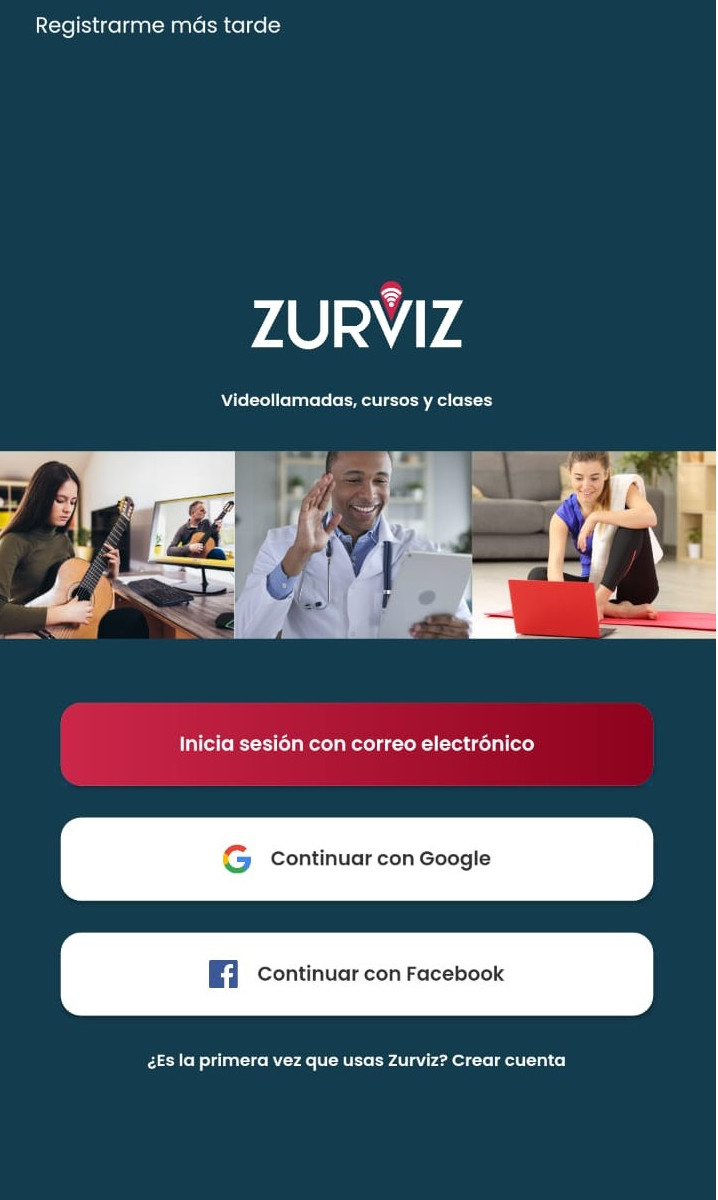 Registrarme más tarde
ZURVIZ
Videollamadas, cursos y clases
Inicia sesión con correo electrónico
Continuar con Google
Continuar con Facebook
¿Es la primera vez que usas Zurviz? Crear cuenta